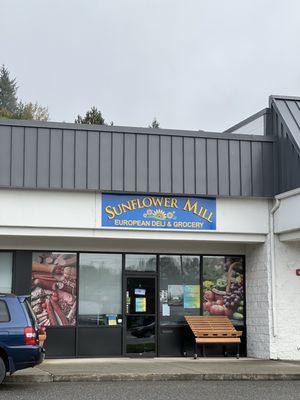 SUNFLOWER MILL
EUROPEAN DELI & GROCERY